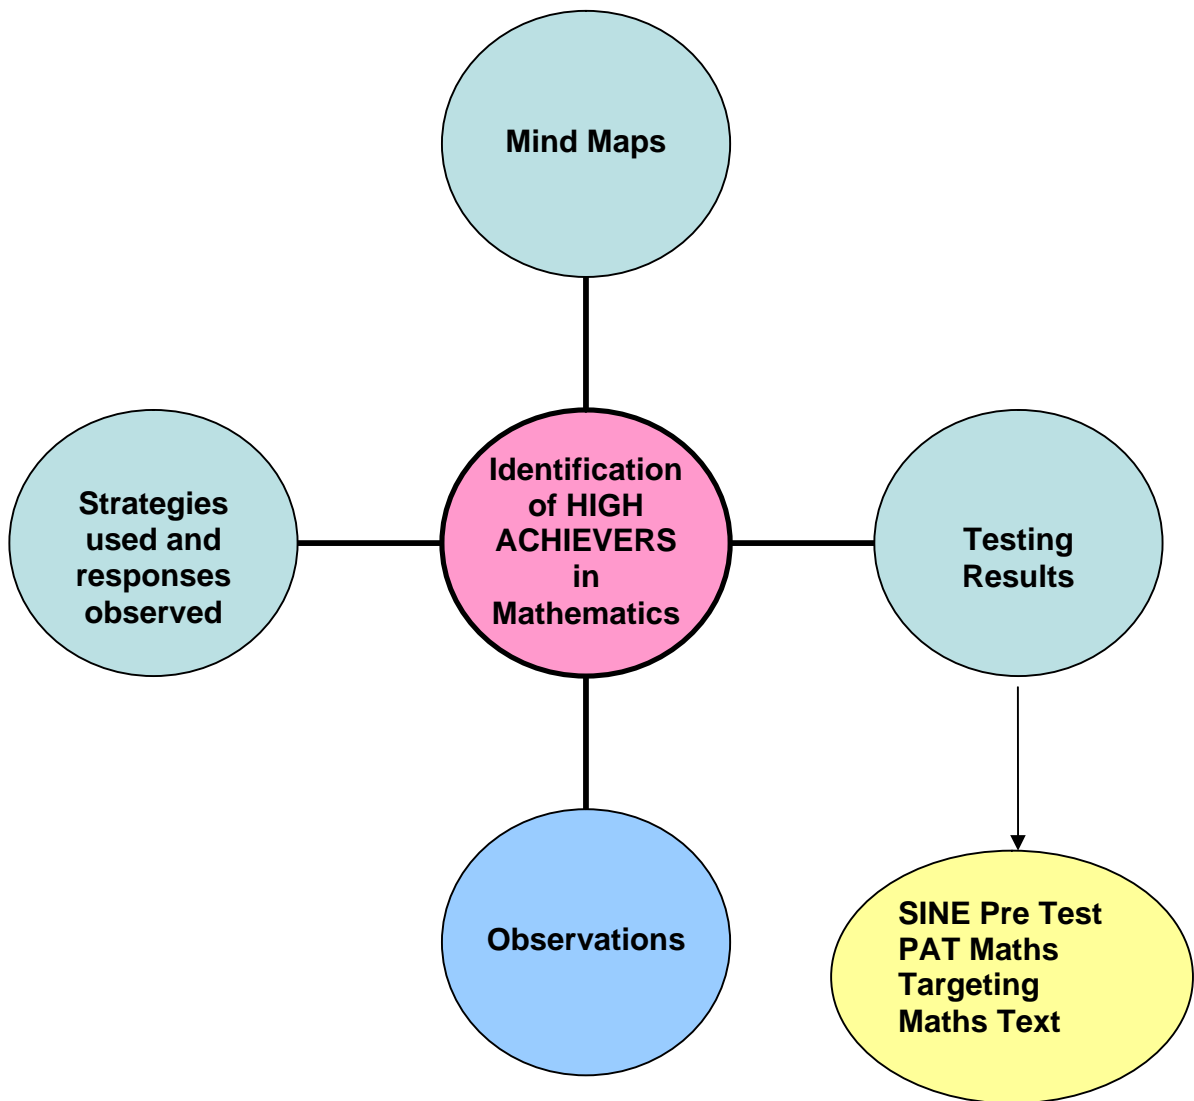 Mind Maps
Identification
of HIGH
ACHIEVERS
in
Mathematics
Strategies
used and
responses
observed
Testing
Results
Observations
SINE Pre Test
PAT Maths
Targeting
Maths Text